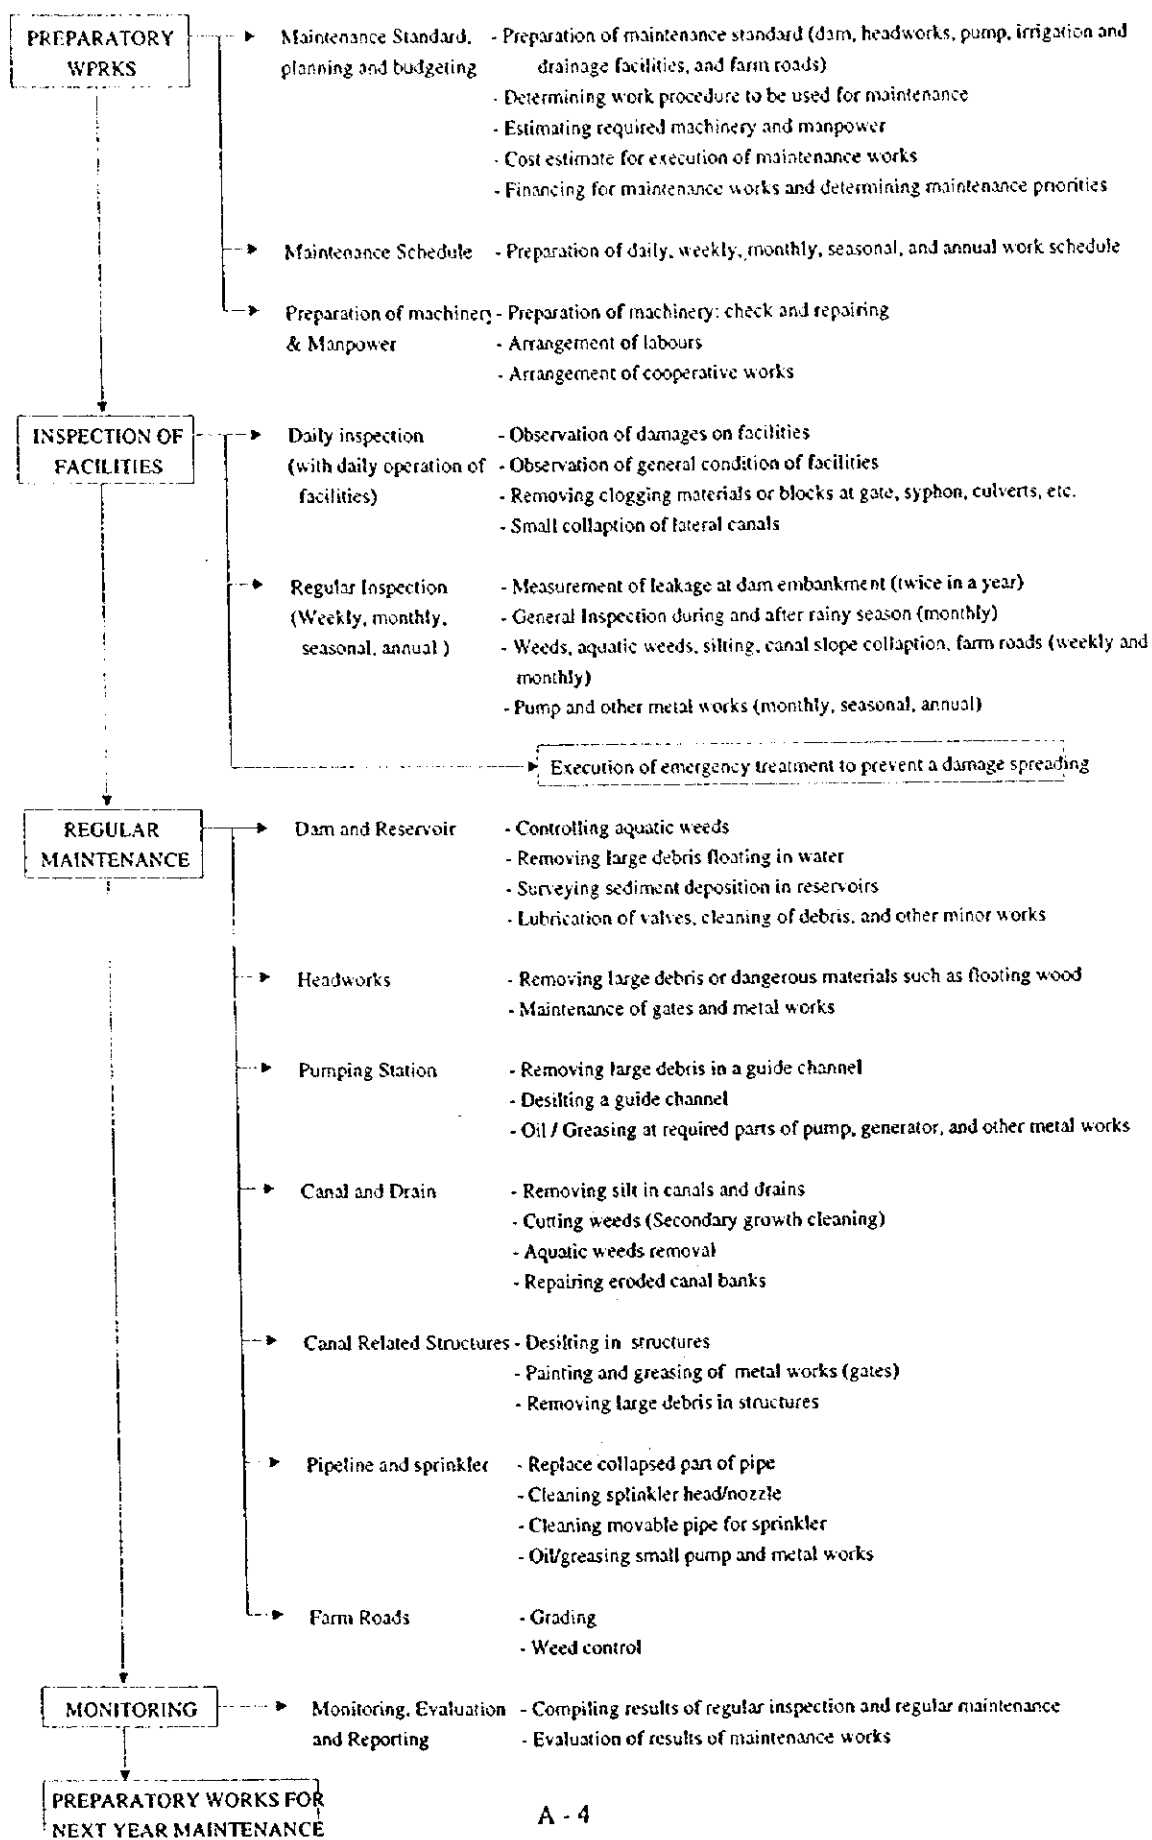 PREPARATORY
WPRKS
Maintenance Standard,
planning and budgeting
- Preparation of maintenance standard (dam, headworks, pump, irrigation and
drainage facilities, and farm roads)
- Determining work procedure to be used for maintenance
- Estimating required machinery and manpower
- Cost estimate for execution of maintenance works
- Financing for maintenance works and determining maintenance priorities
Maintenance Schedule
- Preparation of daily, weekly, monthly, seasonal, and annual work schedule
Preparation of machinery
& Manpower
- Preparation of machinery: check and repairing
- Arrangement of labours
- Arrangement of cooperative works
INSPECTION OF
FACILITIES
Daily inspection
(with daily operation of
facilities)
- Observation of damages on facilities
- Observation of general condition of facilities
- Removing clogging materials or blocks at gate, syphon, culverts, etc.
- Small collaption of lateral canals
Regular Inspection
(Weekly, monthly,
seasonal, annual )
- Measurement of leakage at dam embankment (twice in a year)
- General Inspection during and after rainy season (monthly)
- Weeds, aquatic weeds, silting, canal slope collaption, farm roads (weekly and
monthly)
- Pump and other metal works (monthly, seasonal, annual)
Execution of emergency treatment to prevent a damage spreading
REGULAR
MAINTENANCE
Dam and Reservoir
- Controlling aquatic weeds
- Removing large debris floating in water
- Surveying sediment deposition in reservoirs
- Lubrication of valves, cleaning of debris, and other minor works
Headworks
- Removing large debris or dangerous materials such as floating wood
- Maintenance of gates and metal works
Pumping Station
- Removing large debris in a guide channel
- Desilting a guide channel
- Oil / Greasing at required parts of pump, generator, and other metal works
Canal and Drain
- Removing silt in canals and drains
- Cutting weeds (Secondary growth cleaning)
- Aquatic weeds removal
- Repairing eroded canal banks
Canal Related Structures
- Desilting in structures
- Painting and greasing of metal works (gates)
- Removing large debris in structures
Pipeline and sprinkler
- Replace collapsed part of pipe
- Cleaning splinkler head/nozzle
- Cleaning movable pipe for sprinkler
- Oil/greasing small pump and metal works
Farm Roads
- Grading
- Weed control
MONITORING
Monitoring, Evaluation
and Reporting
- Compiling results of regular inspection and regular maintenance
- Evaluation of results of maintenance works
PREPARATORY WORKS FOR
NEXT YEAR MAINTENANCE
A - 4